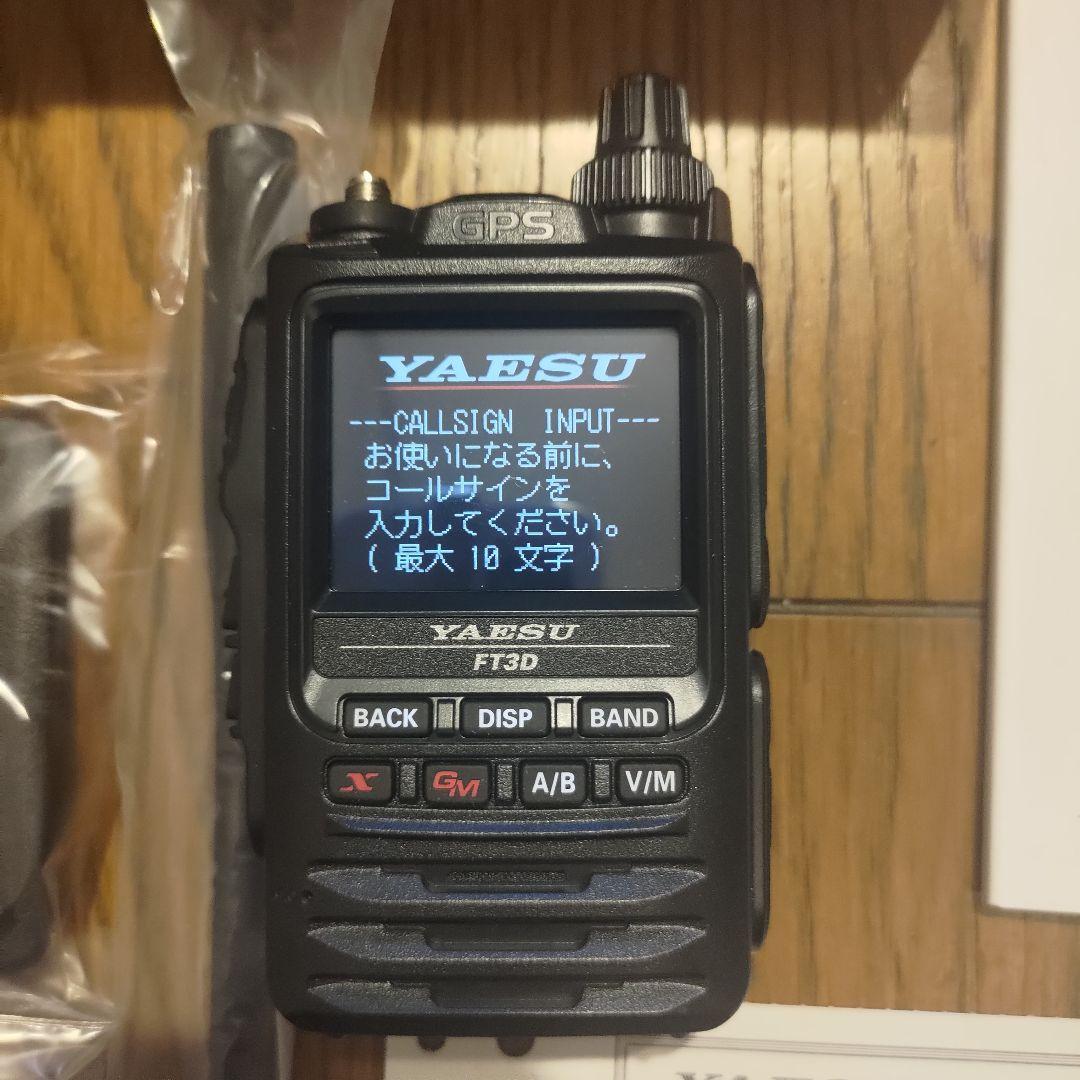 GPS
YAESU
---CALLSIGN INPUT---
お使いになる前に、
コールサインを
入力してください。
( 最大 10 文字 )
YAESU
FT3D
BACK DISP BAND
X GM A/B V/M